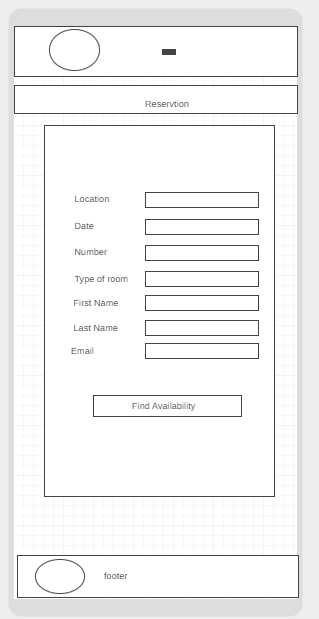 Reservtion
Location
Date
Number
Type of room
First Name
Last Name
Email
Find Availability
footer